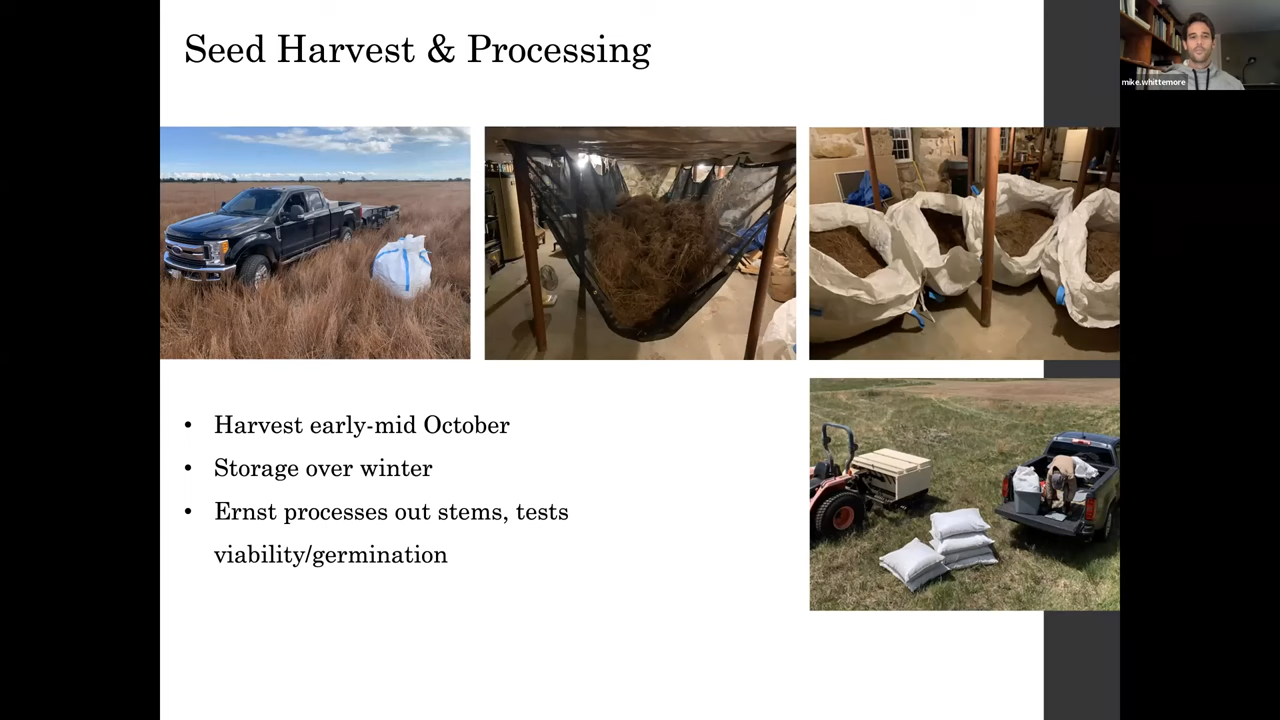 Seed Harvest & Processing
mike.whittemore
• Harvest early-mid October
• Storage over winter
• Ernst processes out stems, tests
viability/germination